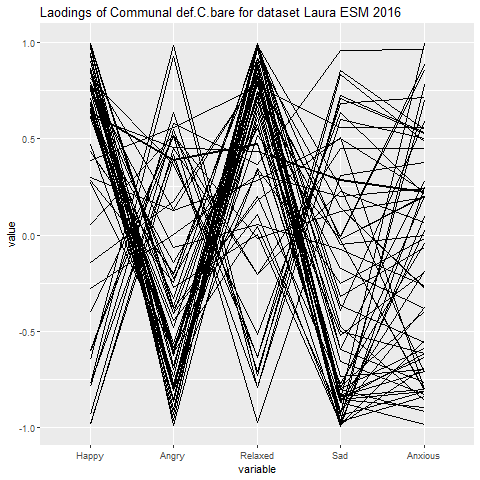 Laodings of Communal def.C.bare for dataset Laura ESM 2016
1.0
0.5
0.0
-0.5
-1.0
value
Happy Angry Relaxed Sad Anxious
variable